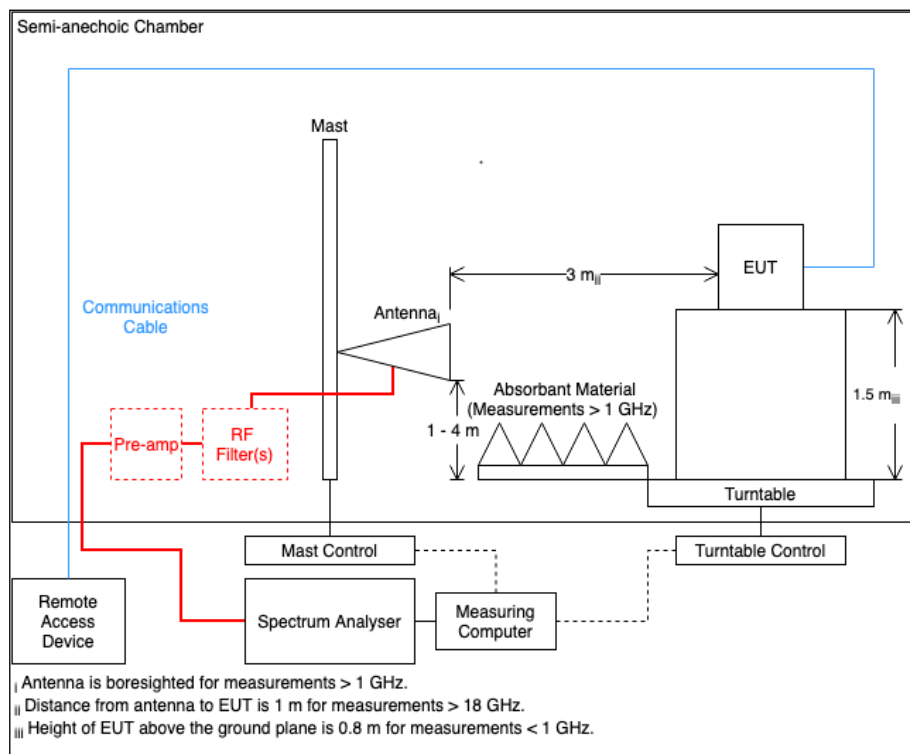 Semi-anechoic Chamber
Mast
EUT
3 mii
Communications
Cable
Antennai
Absorbant Material
(Measurements > 1 GHz)
1.5 miii
1 - 4 m
Pre-amp
RF
Filter(s)
Turntable
Mast Control
Turntable Control
Remote
Access
Device
Spectrum Analyser
Measuring
Computer
i Antenna is boresighted for measurements > 1 GHz.
ii Distance from antenna to EUT is 1 m for measurements > 18 GHz.
iii Height of EUT above the ground plane is 0.8 m for measurements < 1 GHz.